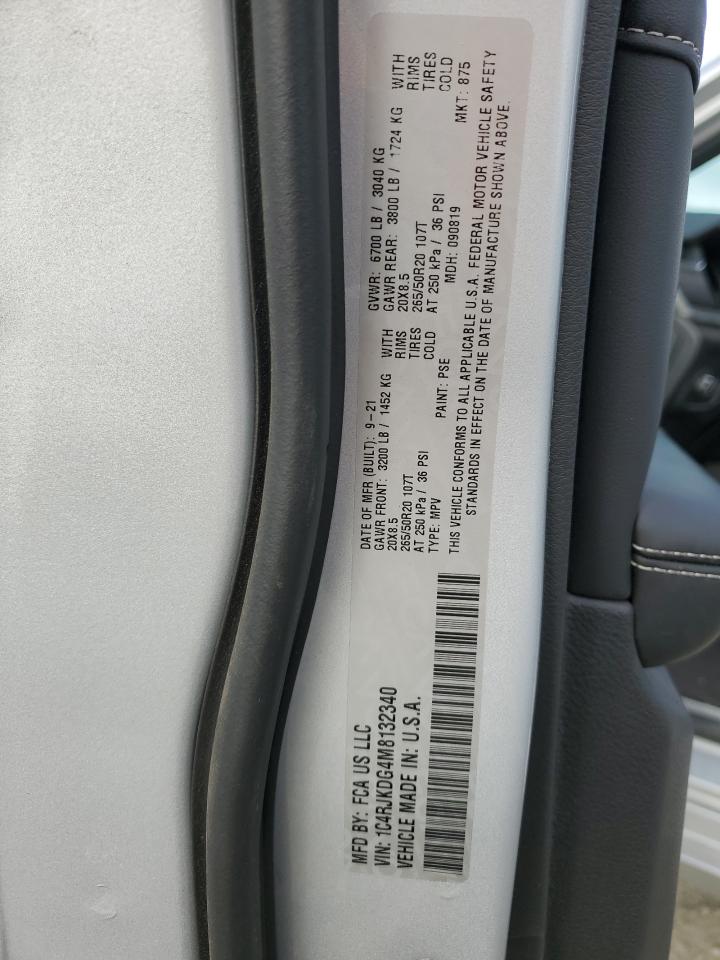 MFD BY: FCA US LLC
VIN: 1C4RJKDG4M8132340
VEHICLE MADE IN: U.S.A.
DATE OF MFR (BUILT): 9-21
GAWR FRONT: 3200 LB / 1452 KG WITH
20X8.5 RIMS
265/50R20 107T TIRES
AT 250 kPa / 36 PSI COLD
TYPE: MPV PAINT: PSE
GVWR: 6700 LB / 3040 KG
GAWR REAR: 3800 LB / 1724 KG WITH
20X8.5 RIMS
265/50R20 107T TIRES
AT 250 kPa / 36 PSI COLD
MDH: 090819 MKT: 875
THIS VEHICLE CONFORMS TO ALL APPLICABLE U.S.A. FEDERAL MOTOR VEHICLE SAFETY
STANDARDS IN EFFECT ON THE DATE OF MANUFACTURE SHOWN ABOVE.